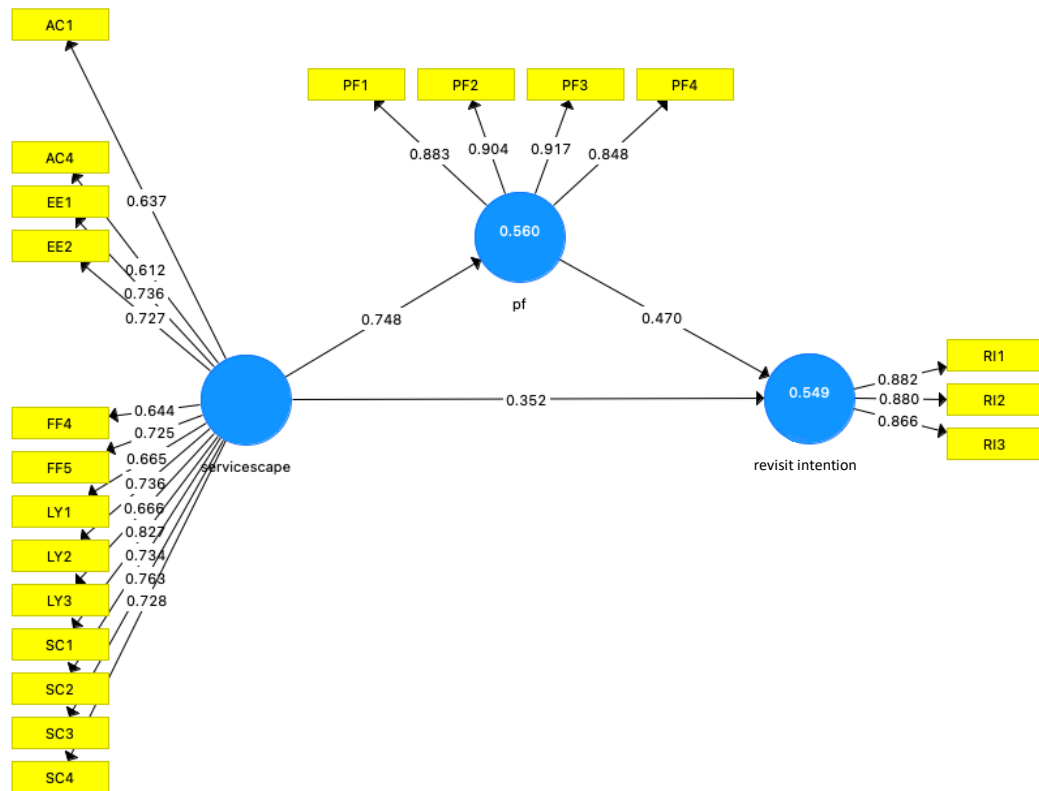 AC1
PF1 PF2 PF3 PF4
0.883 0.904 0.917 0.848
AC4
EE1
EE2
0.637
0.612
0.736
0.727
0.560
pf
0.748
0.470
0.352
0.549
revisit intention
0.882
0.880
0.866
RI1
RI2
RI3
servicescape
0.644
0.725
0.665
0.736
0.666
0.827
0.734
0.763
0.728
FF4
FF5
LY1
LY2
LY3
SC1
SC2
SC3
SC4